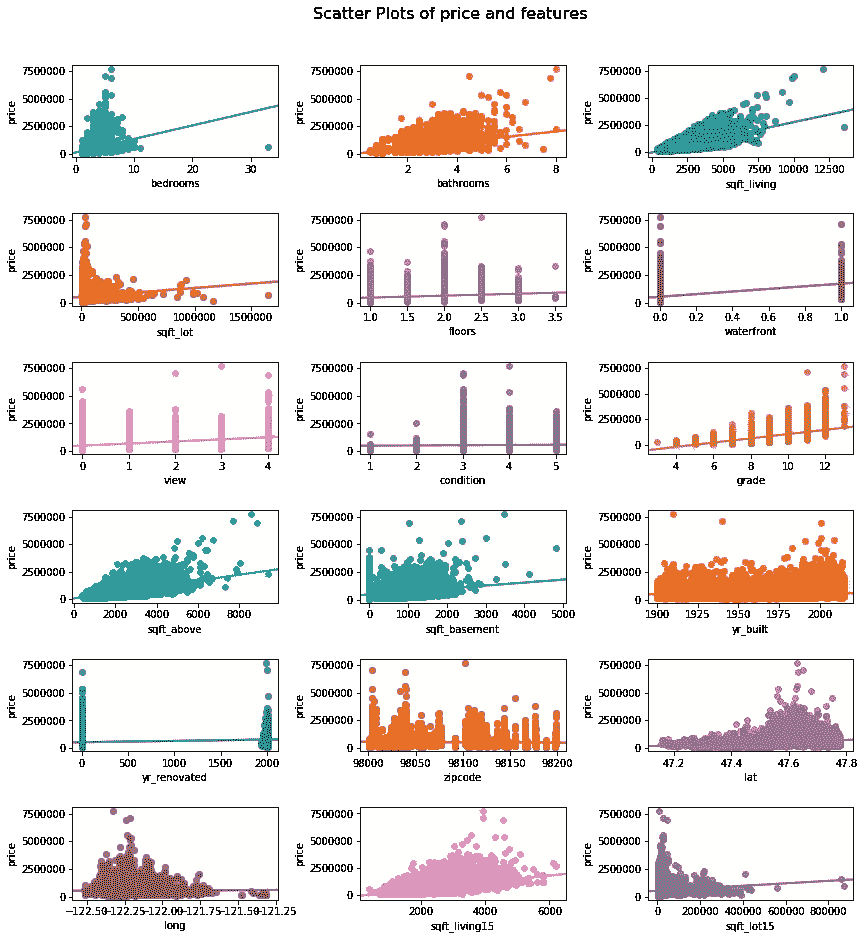 Scatter Plots of price and features
7500000 5000000 2500000 0 price 0 10 20 30 bedrooms
7500000 5000000 2500000 0 price 2 4 6 8 bathrooms
7500000 5000000 2500000 0 price 0 2500 5000 7500 10000 12500 sqft_living
7500000 5000000 2500000 0 price 0 500000 1000000 1500000 sqft_lot
7500000 5000000 2500000 0 price 1.0 1.5 2.0 2.5 3.0 3.5 floors
7500000 5000000 2500000 0 price 0.0 0.2 0.4 0.6 0.8 1.0 waterfront
7500000 5000000 2500000 0 price 0 1 2 3 4 view
7500000 5000000 2500000 0 price 1 2 3 4 5 condition
7500000 5000000 2500000 0 price 4 6 8 10 12 grade
7500000 5000000 2500000 0 price 0 2000 4000 6000 8000 sqft_above
7500000 5000000 2500000 0 price 0 1000 2000 3000 4000 5000 sqft_basement
7500000 5000000 2500000 0 price 1900 1925 1950 1975 2000 yr_built
7500000 5000000 2500000 0 price 0 500 1000 1500 2000 yr_renovated
7500000 5000000 2500000 0 price 98000 98050 98100 98150 98200 zipcode
7500000 5000000 2500000 0 price 47.2 47.4 47.6 47.8 lat
7500000 5000000 2500000 0 price −122.50 −122.25 −122.00 −121.75 −121.50 −121.25 long
7500000 5000000 2500000 0 price 2000 4000 6000 sqft_living15
7500000 5000000 2500000 0 price 0 200000 400000 600000 800000 sqft_lot15